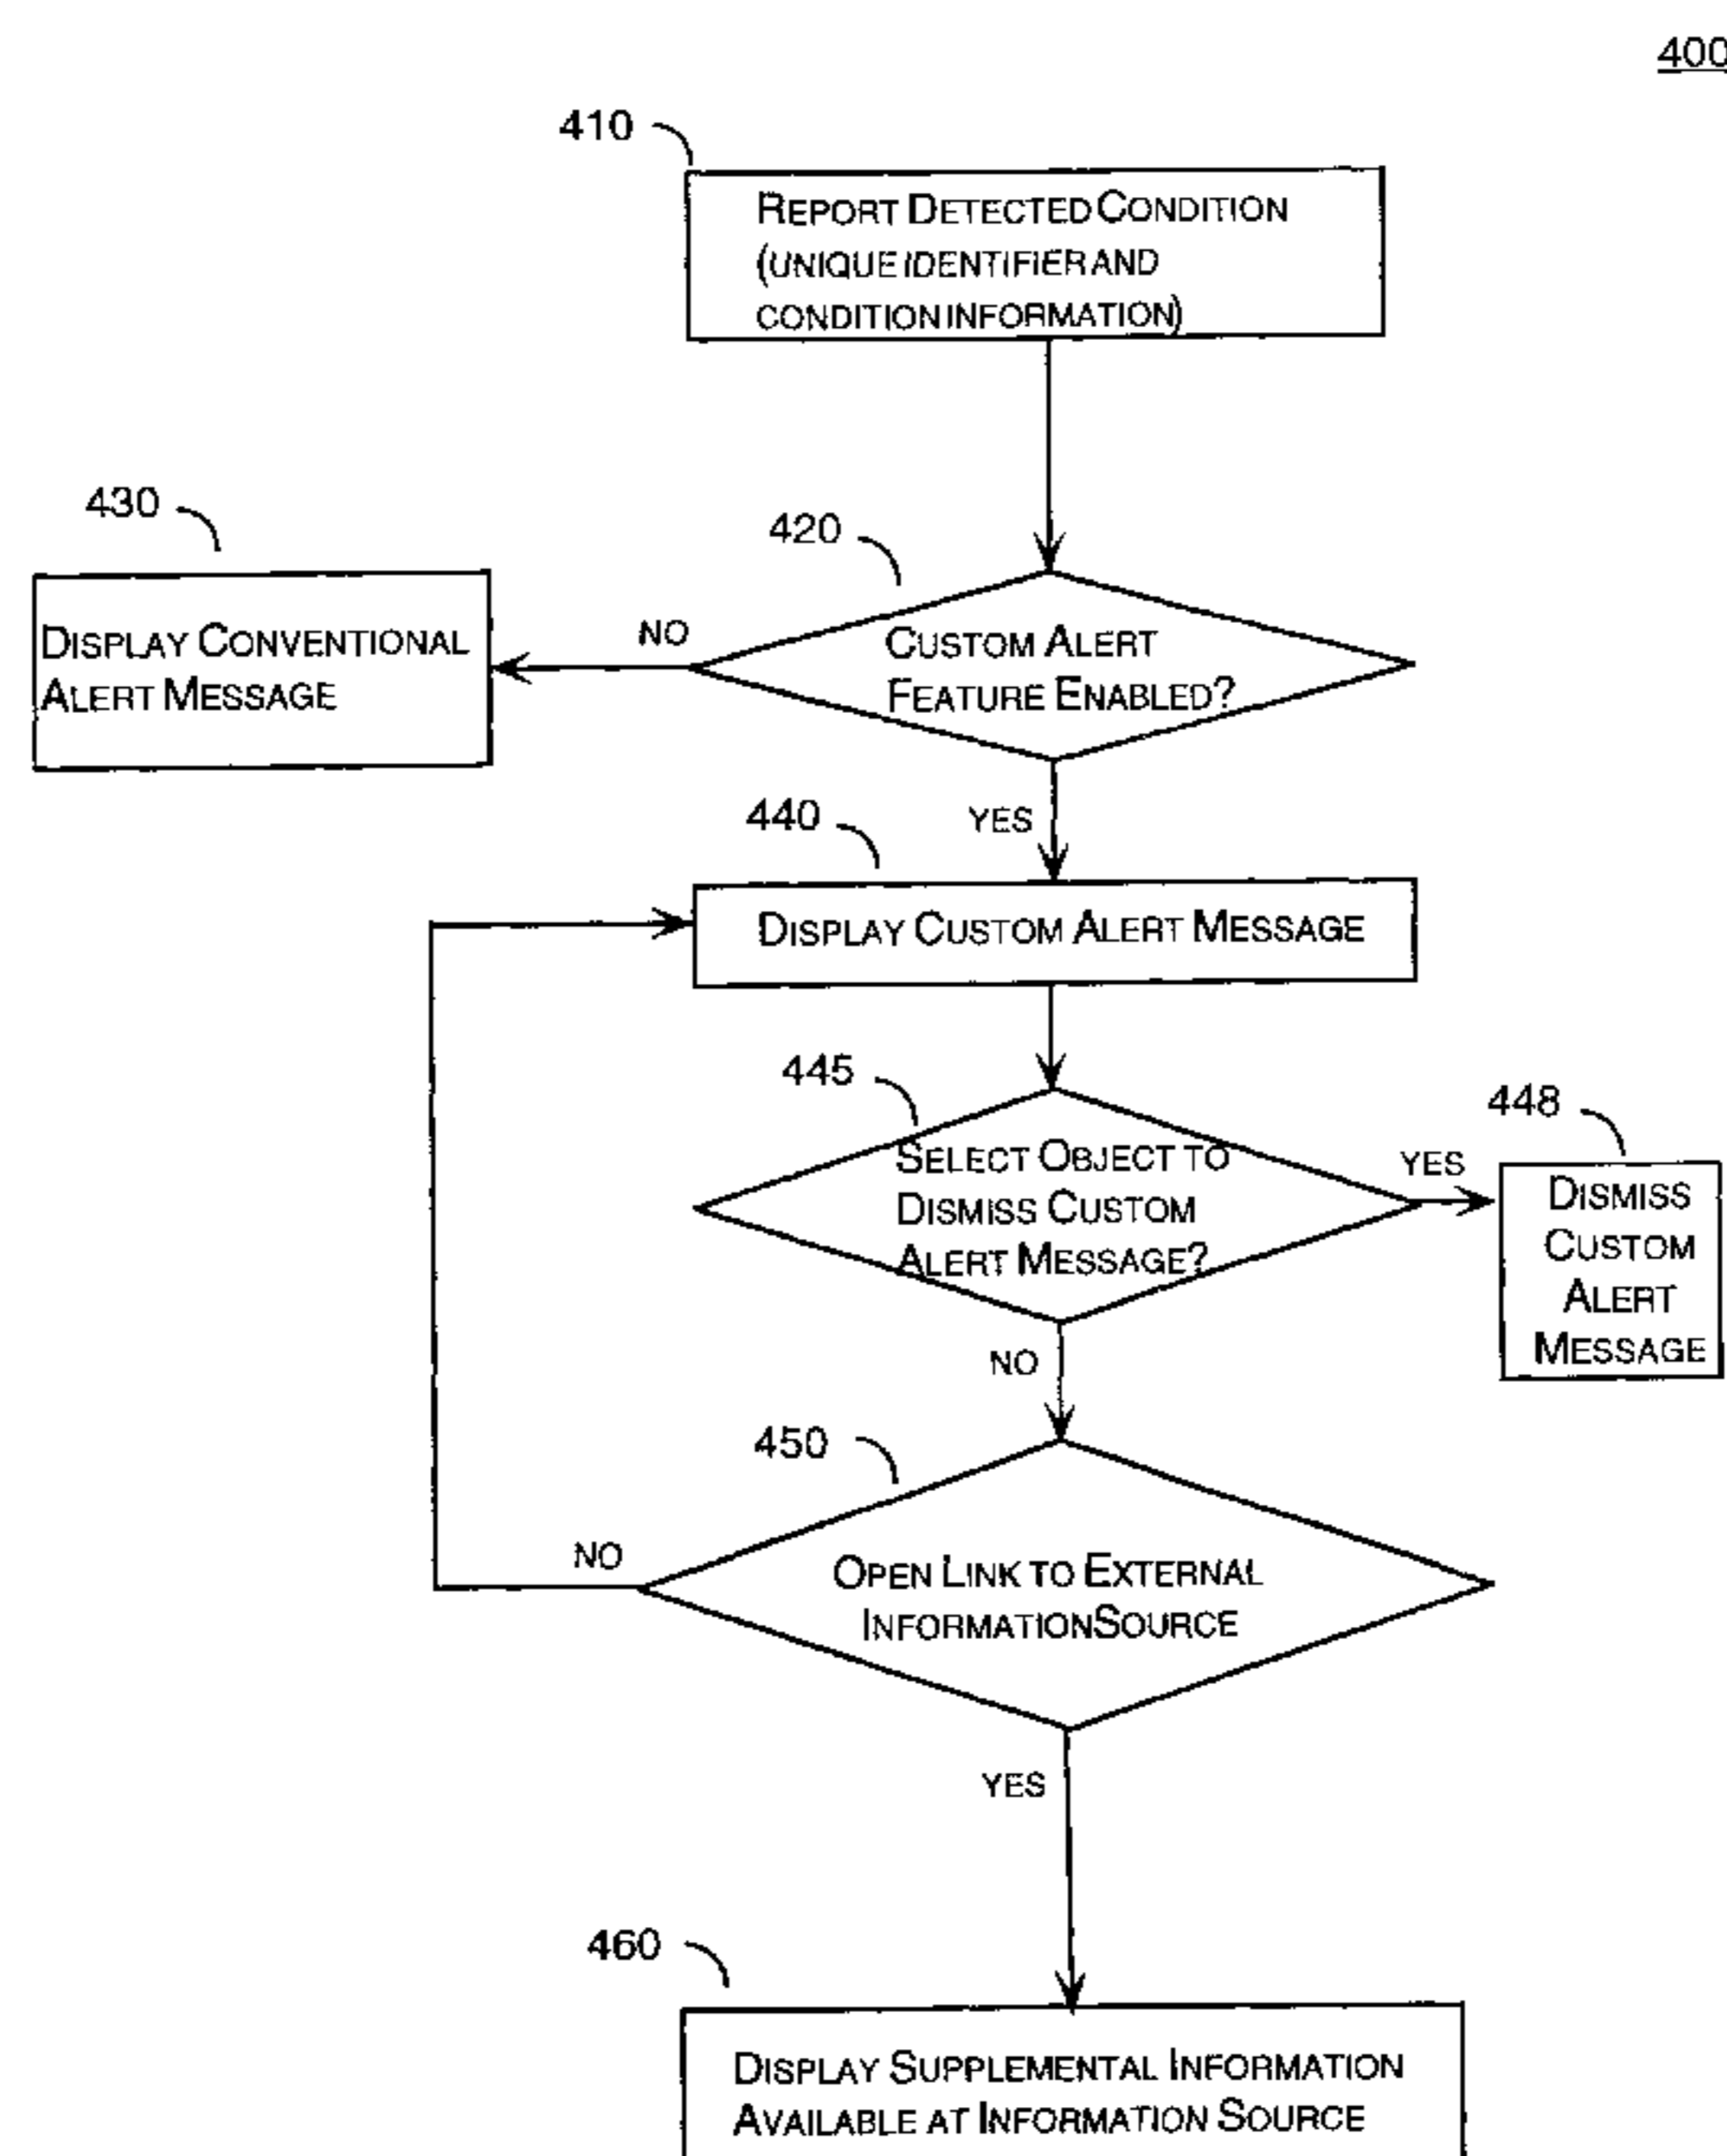 400
410
REPORT DETECTED CONDITION
(UNIQUE IDENTIFIER AND
CONDITION INFORMATION)
430
420
DISPLAY CONVENTIONAL
ALERT MESSAGE
NO
CUSTOM ALERT
FEATURE ENABLED?
YES
440
DISPLAY CUSTOM ALERT MESSAGE
445
448
SELECT OBJECT TO
DISMISS CUSTOM
ALERT MESSAGE?
YES
DISMISS
CUSTOM
ALERT
MESSAGE
NO
450
NO
OPEN LINK TO EXTERNAL
INFORMATION SOURCE
YES
460
DISPLAY SUPPLEMENTAL INFORMATION
AVAILABLE AT INFORMATION SOURCE